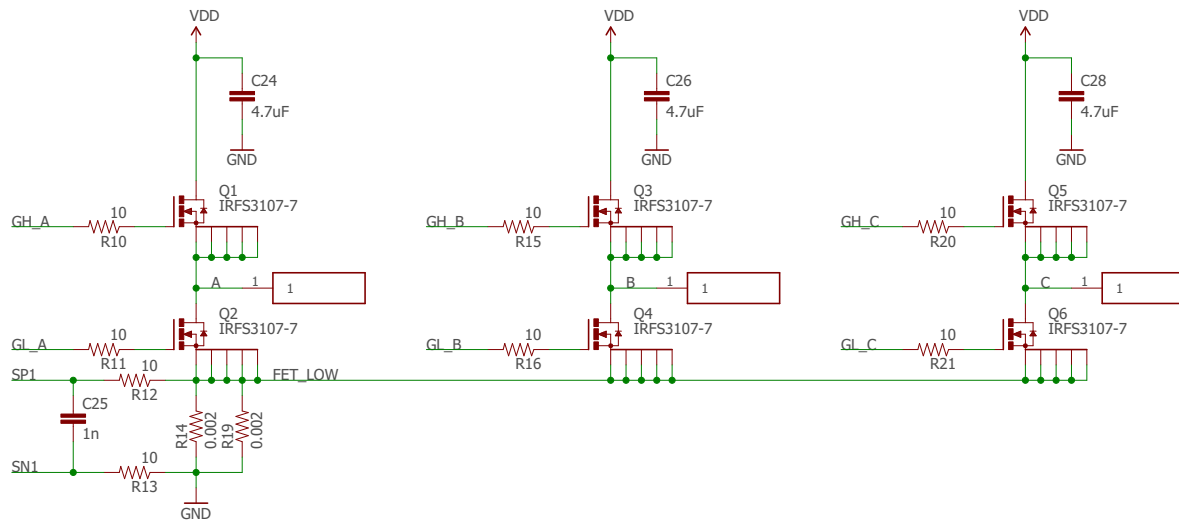 VDD
VDD
VDD
C24
4.7uF
GND
C26
4.7uF
GND
C28
4.7uF
GND
Q1
IRFS3107-7
GH_A
10
R10
Q3
IRFS3107-7
GH_B
10
R15
Q5
IRFS3107-7
GH_C
10
R20
A
1
1
B
1
1
C
1
1
Q2
IRFS3107-7
GL_A
10
R11
Q4
IRFS3107-7
GL_B
10
R16
Q6
IRFS3107-7
GL_C
10
R21
SP1
10
R12
FET_LOW
C25
1n
R14
0.002
R19
0.002
SN1
10
R13
GND